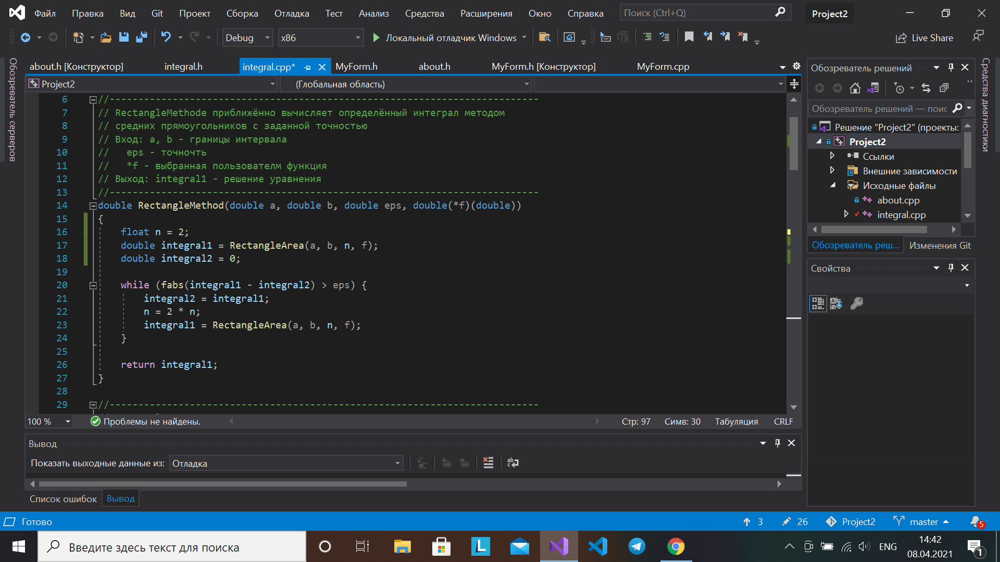 Файл Правка Вид Git Проект Сборка Отладка Тест Анализ Средства Расширения Окно Справка Поиск (Ctrl+Q) Project2
Debug x86 Локальный отладчик Windows Live Share
Обозреватель серверов
about.h [Конструктор] integral.h integral.cpp* MyForm.h about.h MyForm.h [Конструктор] MyForm.cpp
Project2 (Глобальная область)
6 //---------------------------------------------------------------------------
7 // RectangleMethode приближённо вычисляет определённый интеграл методом
8 // средних прямоугольников с заданной точностью
9 // Вход: a, b - границы интервала
10 //   eps - точночть
11 //   *f - выбранная пользователм функция
12 // Выход: integral1 - решение уравнения
13 //---------------------------------------------------------------------------
14 double RectangleMethod(double a, double b, double eps, double(*f)(double))
15 {
16     float n = 2;
17     double integral1 = RectangleArea(a, b, n, f);
18     double integral2 = 0;
19
20     while (fabs(integral1 - integral2) > eps) {
21         integral2 = integral1;
22         n = 2 * n;
23         integral1 = RectangleArea(a, b, n, f);
24     }
25
26     return integral1;
27 }
28
29 //---------------------------------------------------------------------------
100 % Проблемы не найдены. Стр: 97 Симв: 30 Табуляция CRLF
Вывод
Показать выходные данные из: Отладка
Список ошибок Вывод
Обозреватель решений
Обозреватель решений — поис
Решение "Project2" (проекты:
Project2
Ссылки
Внешние зависимости
Исходные файлы
about.cpp
integral.cpp
Обозреватель реш... Изменения Git
Свойства
Средства диагностики
Готово 3 26 Project2 master 5
Введите здесь текст для поиска
ENG 14:42
08.04.2021
1